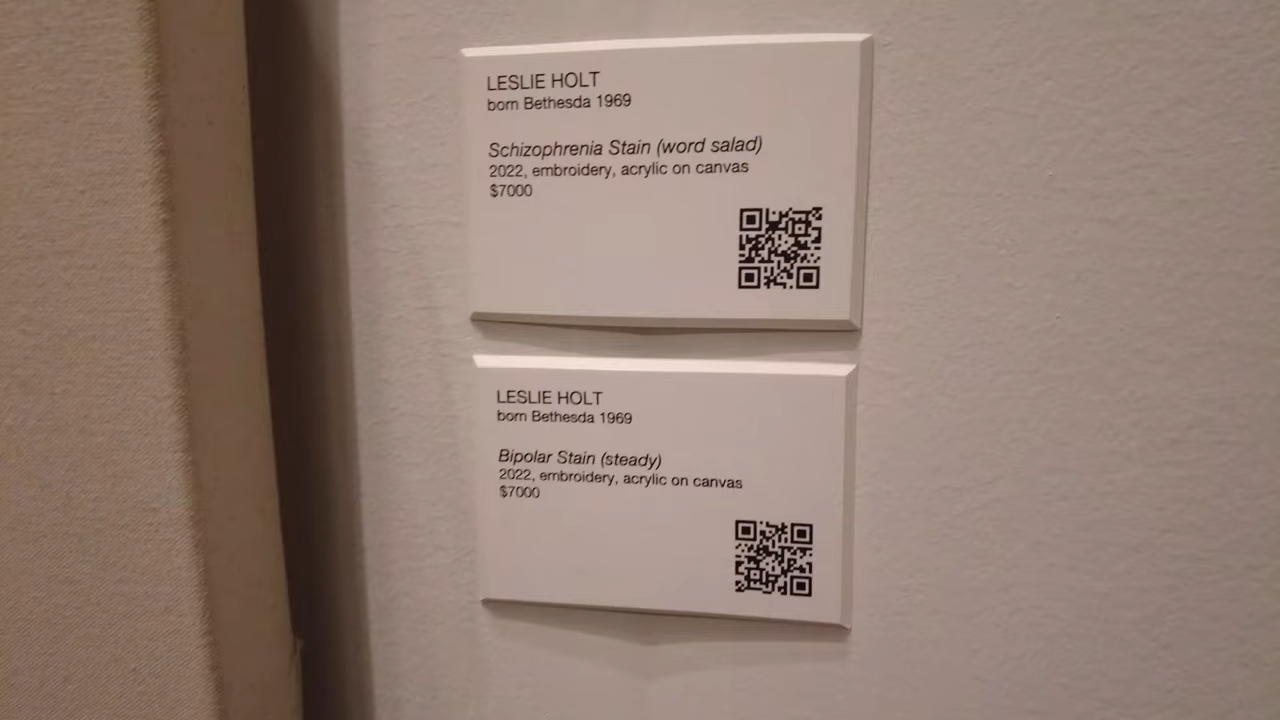 LESLIE HOLT
born Bethesda 1969
Schizophrenia Stain (word salad)
2022, embroidery, acrylic on canvas
$7000
LESLIE HOLT
born Bethesda 1969
Bipolar Stain (steady)
2022, embroidery, acrylic on canvas
$7000